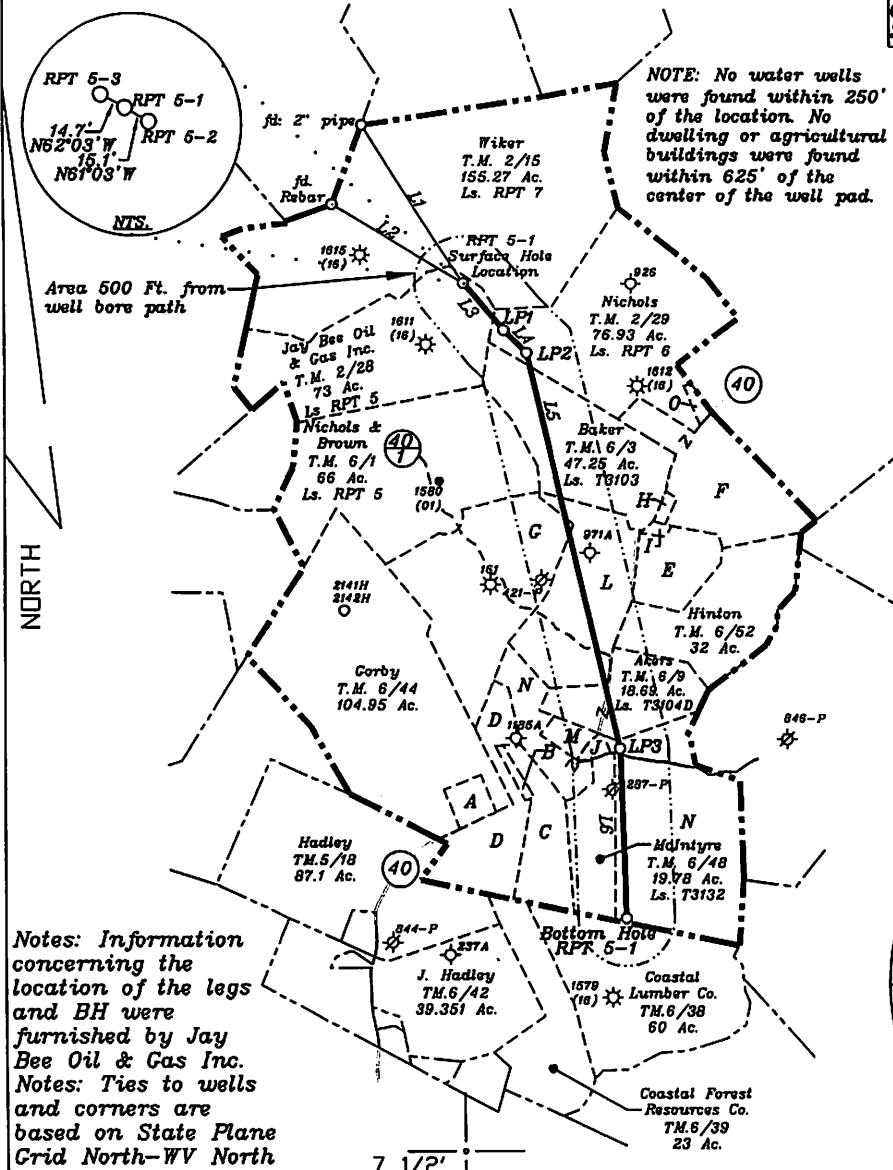 RPT 5-3
RPT 5-1
RPT 5-2
14.7'
N62°03'W
15.1'
N61°03'W
NTS.
fd: 2" pipe
fd.
Rebar
Wiker
T.M. 2/15
155.27 Ac.
Ls. RPT 7
NOTE: No water wells
were found within 250'
of the location. No
dwelling or agricultural
buildings were found
within 625' of the
center of the well pad.
L1
L2
1615
(16)
RPT 5-1
Surface Hole
Location
Area 500 Ft. from
well bore path
926
Nichols
T.M. 2/29
76.93 Ac.
Ls. RPT 6
L3
LP1
L4
LP2
1611
(16)
Jay Bee Oil
& Gas Inc.
T.M. 2/28
73 Ac.
Ls RPT 5
1612
(16)
O
N
40
L5
Nichols &
Brown
T.M. 6/1
66 Ac.
Ls. RPT 5
40
1
Baker
T.M. 6/3
47.25 Ac.
Ls. T3103
1580
(01)
H
F
G
I
971A
161
421-P
L
E
NORTH
2141H
2142H
Hinton
T.M. 6/52
32 Ac.
Gorby
T.M. 6/44
104.95 Ac.
Akers
T.M. 6/9
18.69 Ac.
Ls. T3104D
N
D
1185A
M
B
J
LP3
846-P
287-P
A
D
C
L6
N
Hadley
TM.5/18
87.1 Ac.
40
McIntyre
T.M. 6/48
19.78 Ac.
Ls. T3132
Bottom Hole
RPT 5-1
844-P
237A
J. Hadley
TM.6/42
39.351 Ac.
1579
(16)
Coastal
Lumber Co.
TM.6/38
60 Ac.
Coastal Forest
Resources Co.
TM.6/39
23 Ac.
Notes: Information
concerning the
location of the legs
and BH were
furnished by Jay
Bee Oil & Gas Inc.
Notes: Ties to wells
and corners are
based on State Plane
Grid North-WV North
7 1/2'